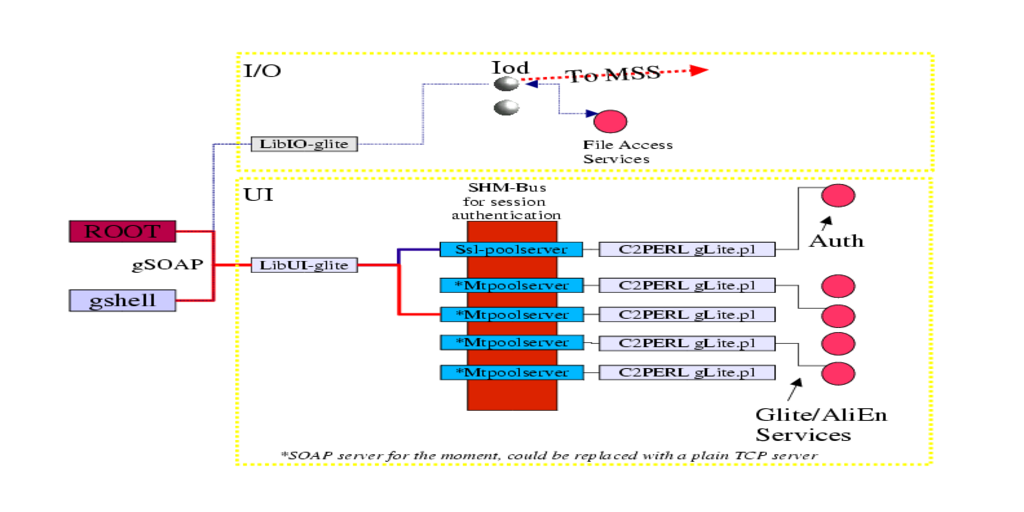 I/O
Iod
To MSS
LibIO-glite
File Access
Services
UI
SHM-Bus
for session
authentication
ROOT
gSOAP
gshell
LibUI-glite
Ssl-poolserver
C2PERL gLite.pl
Auth
*Mtpoolserver
C2PERL gLite.pl
*Mtpoolserver
C2PERL gLite.pl
*Mtpoolserver
C2PERL gLite.pl
*Mtpoolserver
C2PERL gLite.pl
Glite/AliEn
Services
*SOAP server for the moment, could be replaced with a plain TCP server